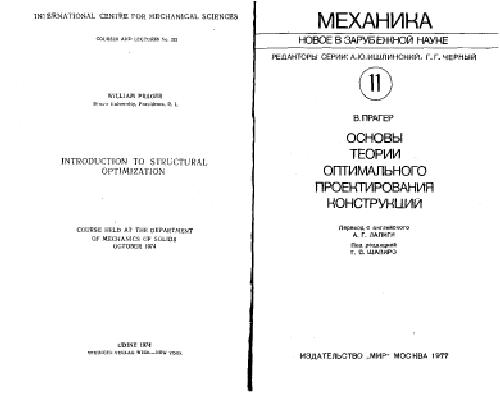 INTERNATIONAL CENTRE FOR MECHANICAL SCIENCES
COURSES AND LECTURES No.
WILLIAM PRAGER
Brown University, Providence, R. I.
INTRODUCTION TO STRUCTURAL
OPTIMIZATION
COURSE HELD AT THE DEPARTMENT
OF MECHANICS OF SOLIDS
OCTOBER 1974
UDINE 1974
SPRINGER-VERLAG WIEN—NEW YORK
МЕХАНИКА
НОВОЕ В ЗАРУБЕЖНОЙ НАУКЕ
РЕДАКТОРЫ СЕРИИ: А.Ю.ИШЛИНСКИЙ, Г.Г. ЧЕРНЫЙ
11
В. ПРАГЕР
ОСНОВЫ
ТЕОРИИ
ОПТИМАЛЬНОГО
ПРОЕКТИРОВАНИЯ
КОНСТРУКЦИЙ
Перевод с английского
А. Г.
Под редакцией
Г. С. ШАПИРО
ИЗДАТЕЛЬСТВО „МИР" МОСКВА 1977